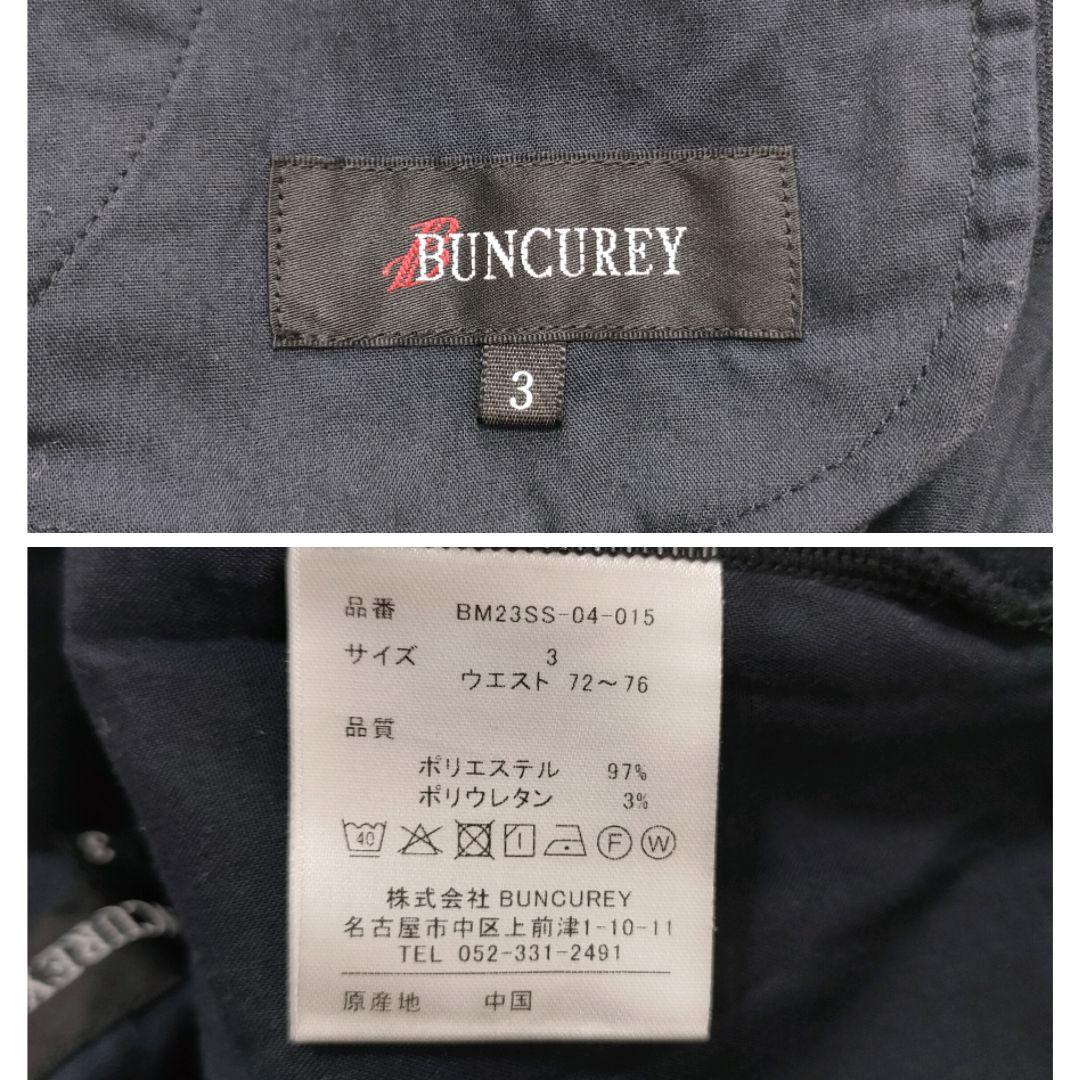 BBUNCUREY
3
品番 BM23SS-04-015
サイズ 3
ウエスト 72～76
品質
ポリエステル 97%
ポリウレタン 3%
40 F W
株式会社 BUNCUREY
名古屋市中区上前津1-10-11
TEL 052-331-2491
原産地 中国